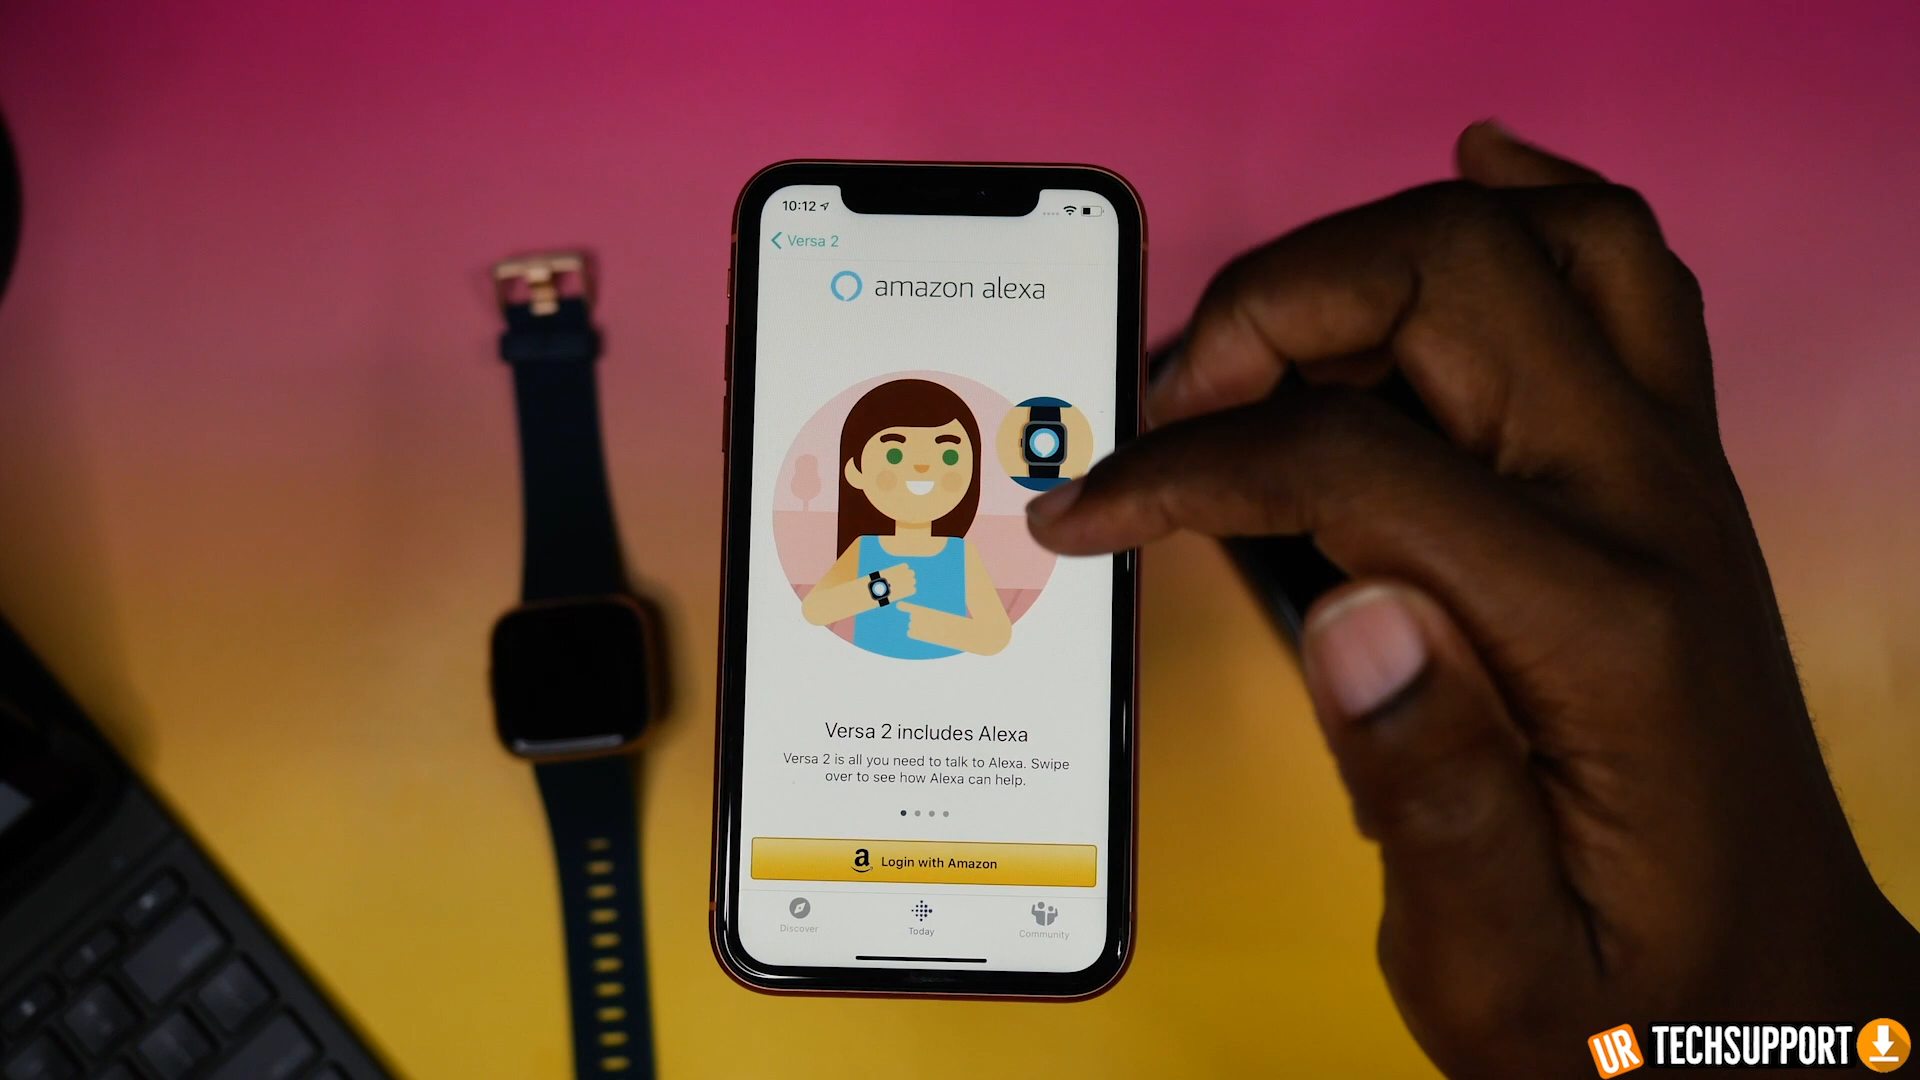 10:12
Versa 2
amazon alexa
Versa 2 includes Alexa
Versa 2 is all you need to talk to Alexa. Swipe
over to see how Alexa can help.
a Login with Amazon
Discover
Today
Community
UR TECHSUPPORT